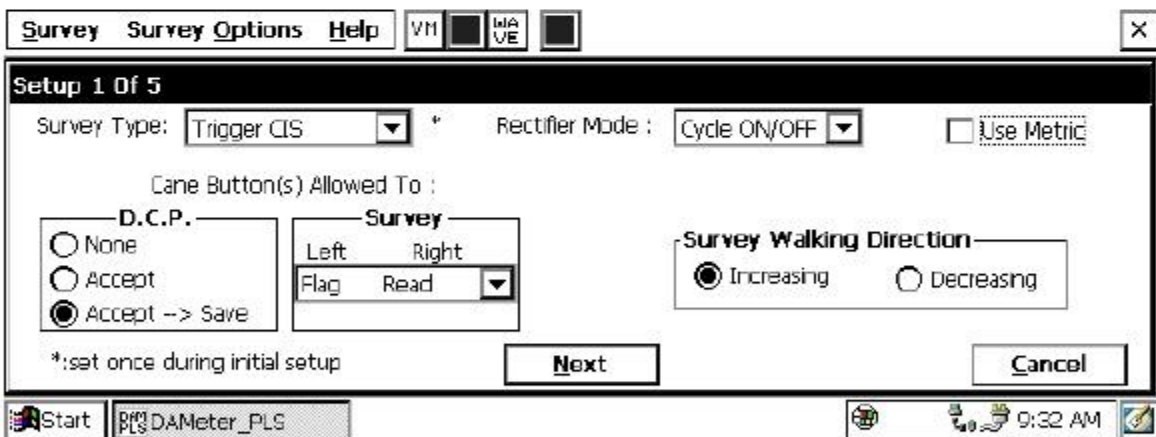 Survey Survey Options Help VM WAVE
Setup 1 Of 5
Survey Type: Trigger CIS * Rectifier Mode : Cycle ON/OFF Use Metric
Cane Button(s) Allowed To :
D.C.P. Survey
None
Left Right
Survey Walking Direction
Accept
Flag Read
Increasing Decreasing
Accept --> Save
*:set once during initial setup Next Cancel
Start DAMeter_PLS 9:32 AM